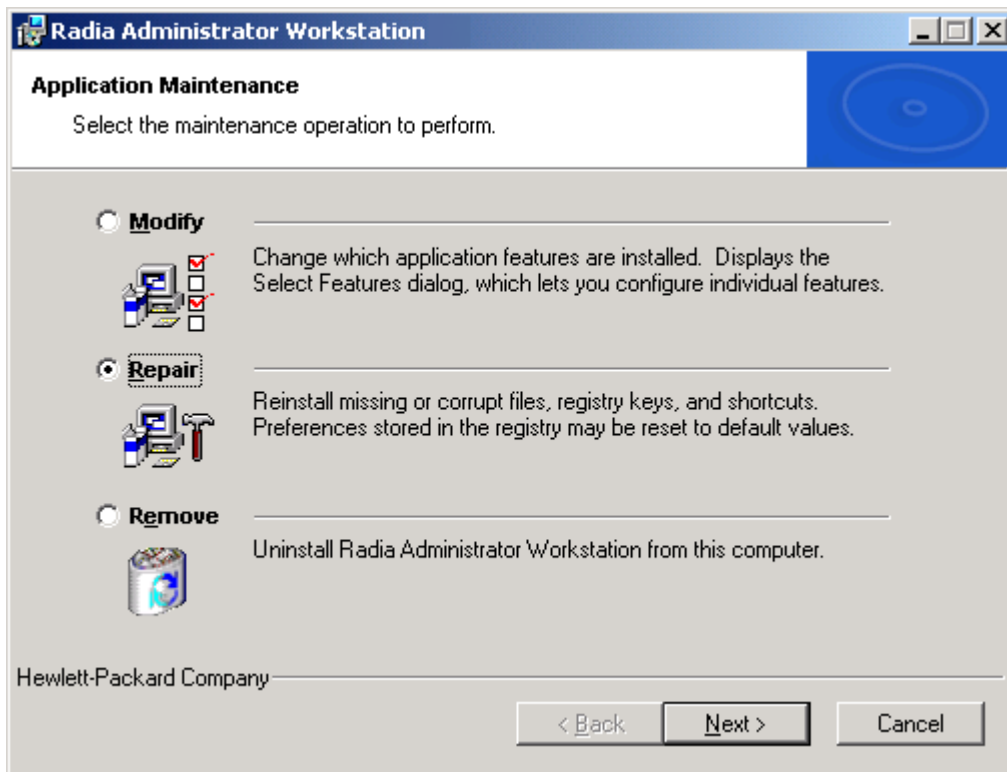 Radia Administrator Workstation
Application Maintenance
Select the maintenance operation to perform.
Modify
Change which application features are installed.  Displays the
Select Features dialog, which lets you configure individual features.
Repair
Reinstall missing or corrupt files, registry keys, and shortcuts.
Preferences stored in the registry may be reset to default values.
Remove
Uninstall Radia Administrator Workstation from this computer.
Hewlett-Packard Company
< Back
Next >
Cancel